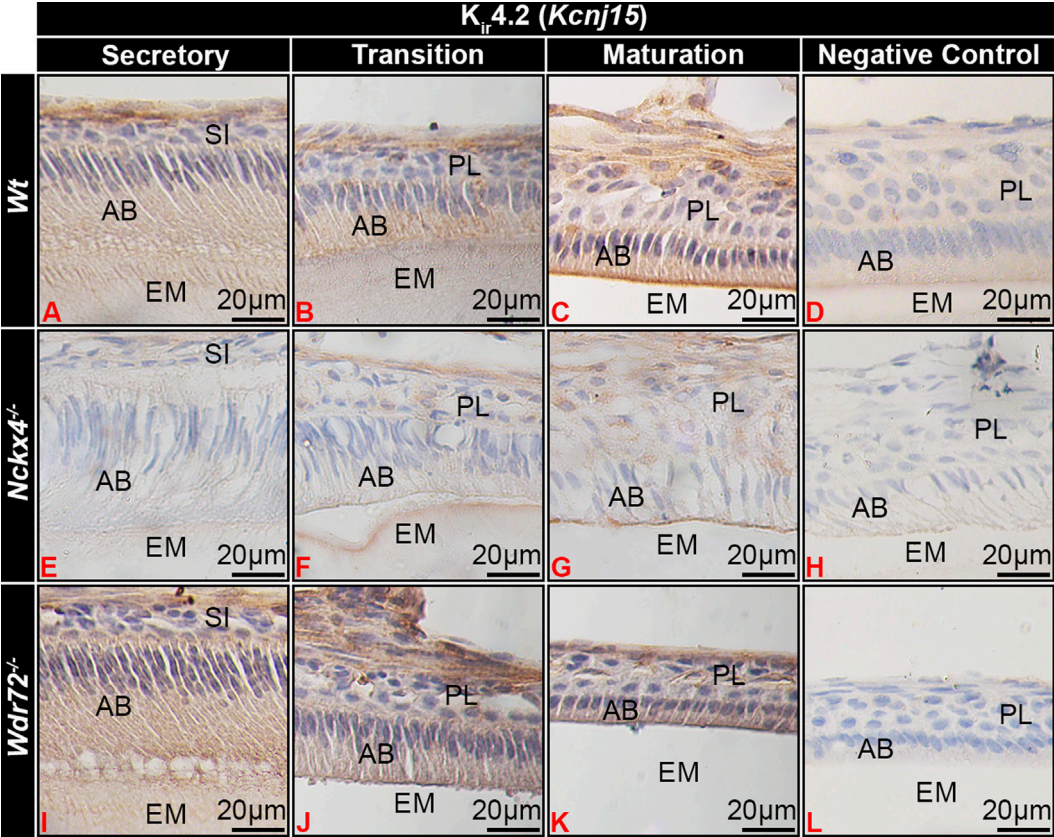 Kir4.2 (Kcnj15)
Secretory Transition Maturation Negative Control
Wt
SI AB EM 20µm A
PL AB EM 20µm B
PL AB EM 20µm C
PL AB EM 20µm D
Nckx4-/-
SI AB EM 20µm E
PL AB EM 20µm F
PL AB EM 20µm G
PL AB EM 20µm H
Wdr72-/-
SI AB EM 20µm I
PL AB EM 20µm J
PL AB EM 20µm K
PL AB EM 20µm L